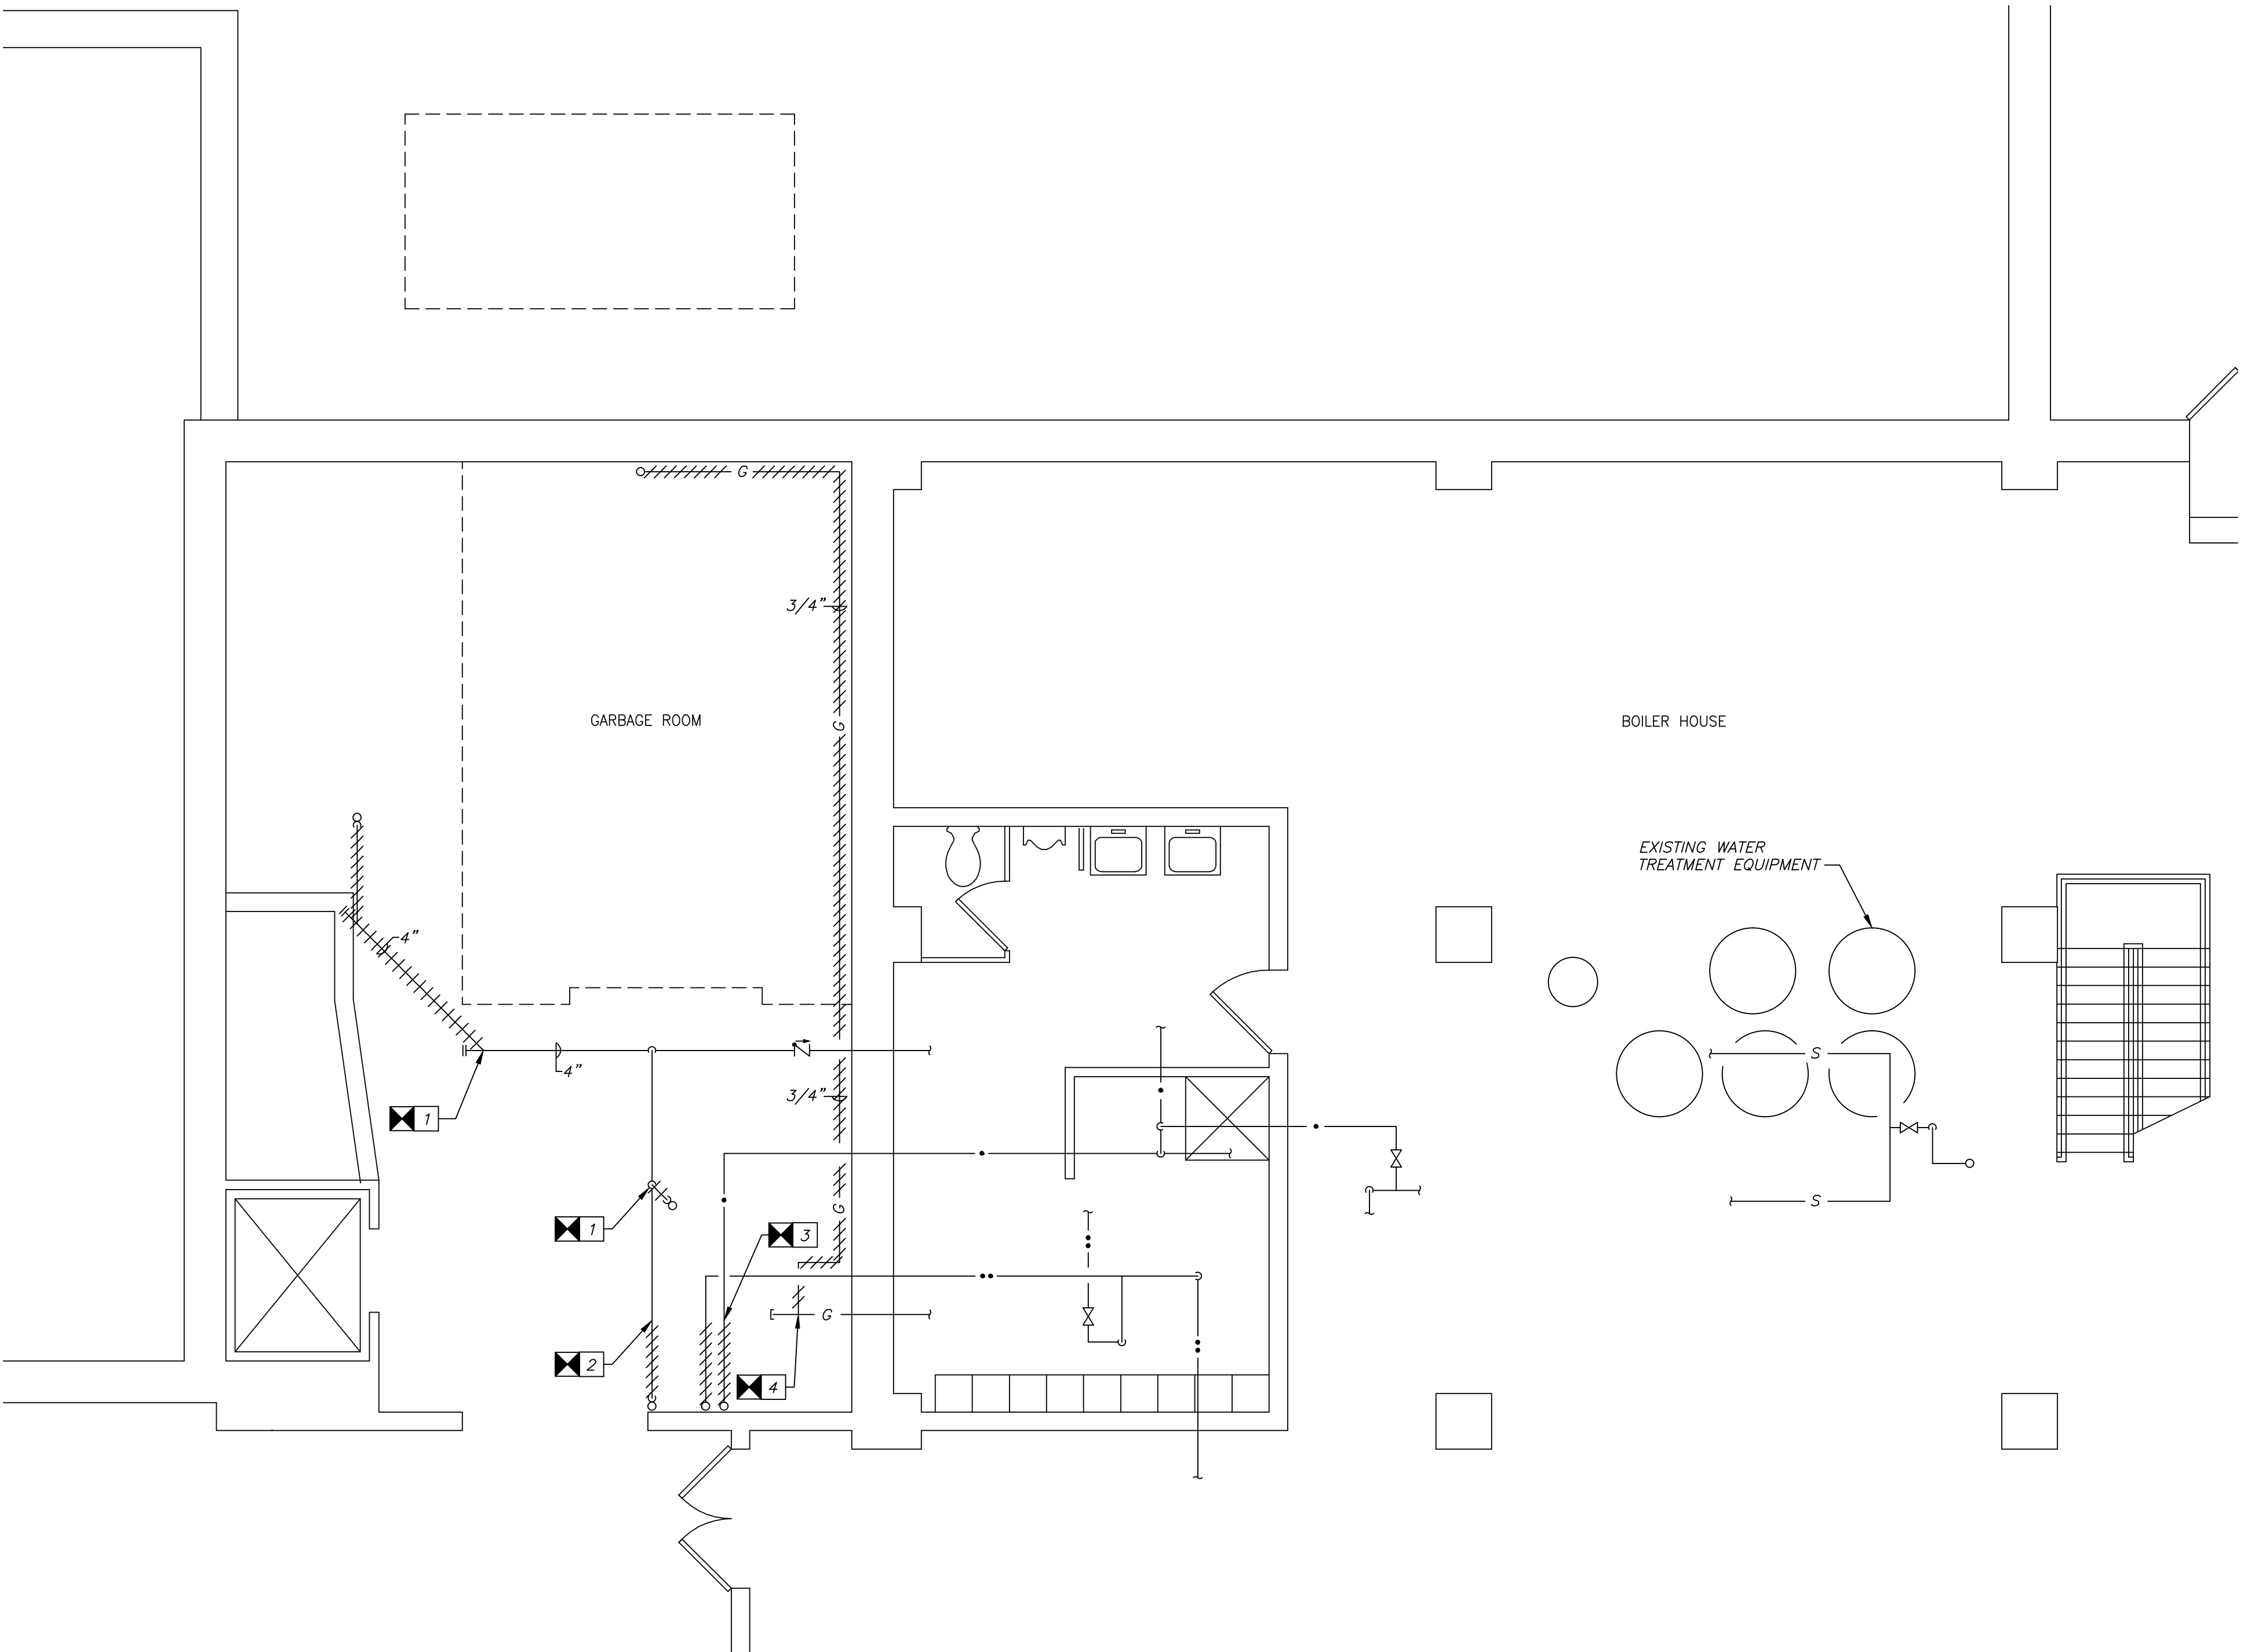 G
3/4”
G
GARBAGE ROOM
BOILER HOUSE
EXISTING WATER
TREATMENT EQUIPMENT
4”
4”
S
3/4”
1
S
G
1
3
G
2
4